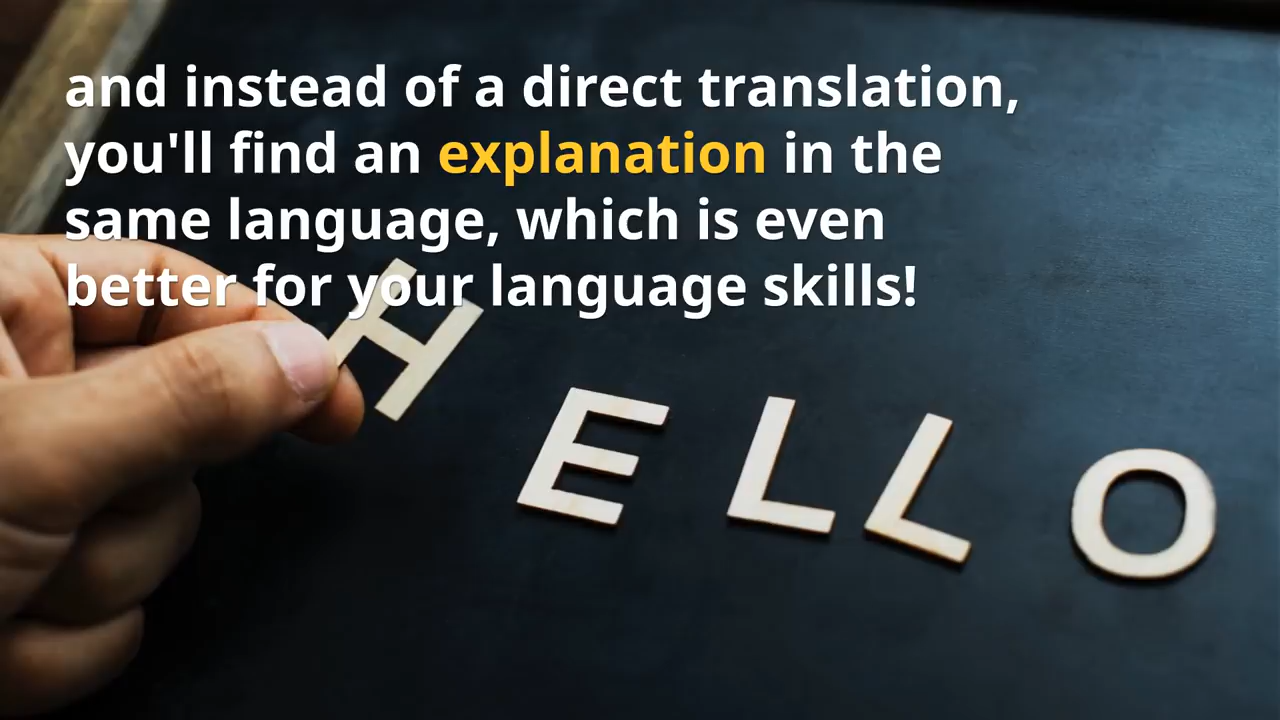 and instead of a direct translation,
you'll find an explanation in the
same language, which is even
better for your language skills!
HELLO